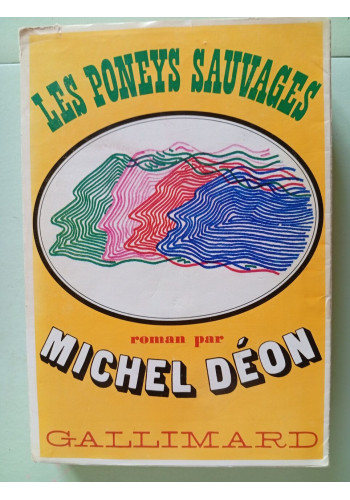 LES PONEYS SAUVAGES
roman par
MICHEL DÉON
GALLIMARD